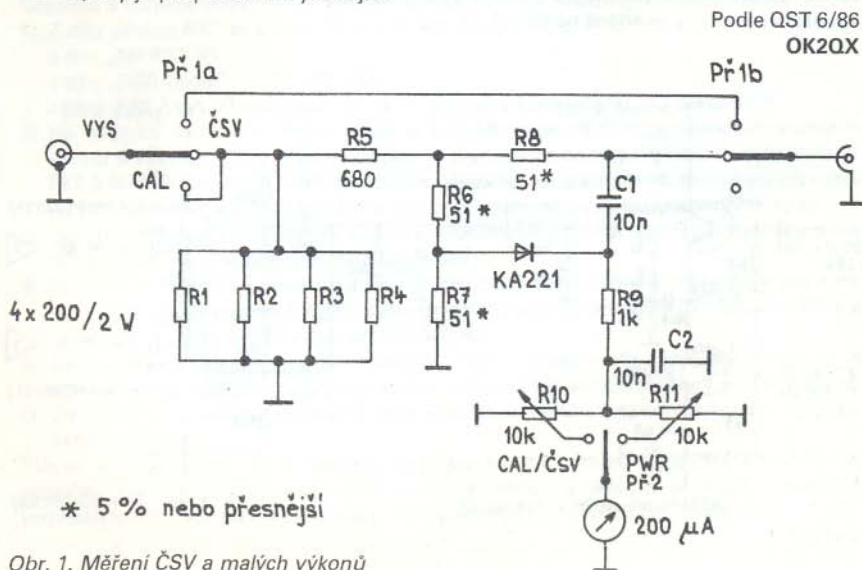 Podle QST 6/86
OK2QX
Př 1a
Př 1b
VYS
ČSV
CAL
R5
680
R8
51*
R6
51*
C1
10n
KA221
R7
51*
R9
1k
4x 200/2 W
R1
R2
R3
R4
C2
10n
R10
10k
R11
10k
CAL/ČSV
PWR
Př2
200 μA
* 5 % nebo přesnější
Obr. 1. Měření ČSV a malých výkonů